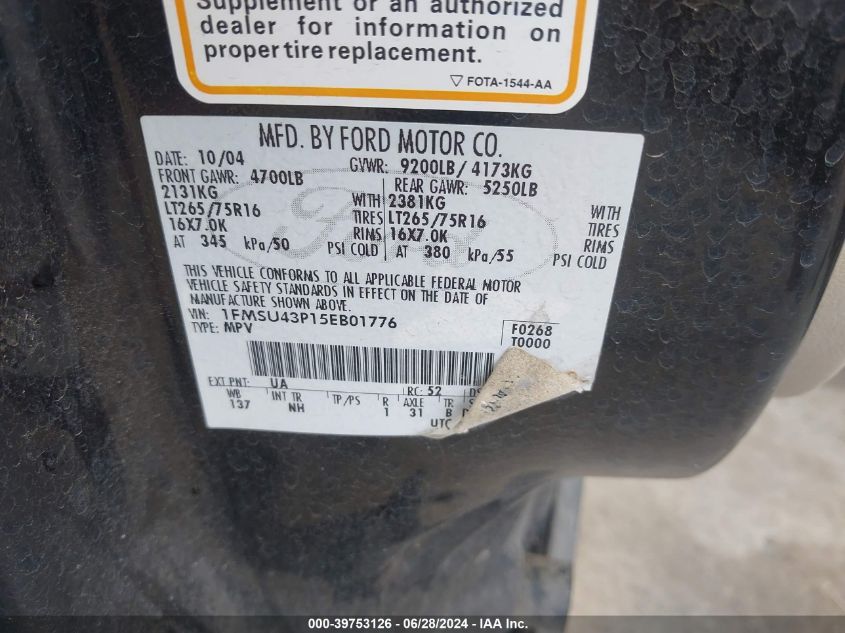 Supplement or an authorized
dealer for information on
proper tire replacement.
▽ FOTA-1544-AA
MFD. BY FORD MOTOR CO.
DATE: 10/04 GVWR: 9200LB/ 4173KG
FRONT GAWR: 4700LB REAR GAWR: 5250LB
2131KG WITH 2381KG WITH
LT265/75R16 TIRES LT265/75R16 TIRES
16X7.0K RIMS 16X7.0K RIMS
AT 345 kPa/50 PSI COLD AT 380 kPa/55 PSI COLD
THIS VEHICLE CONFORMS TO ALL APPLICABLE FEDERAL MOTOR
VEHICLE SAFETY STANDARDS IN EFFECT ON THE DATE OF
MANUFACTURE SHOWN ABOVE.
VIN: 1FMSU43P15EB01776
TYPE: MPV
F0268
T0000
EXT PNT: UA RC: 52 DS
WB INT TR TP/PS R AXLE TR S
137 NH 1 31 B
UTC
000-39753126 - 06/28/2024 - IAA Inc.